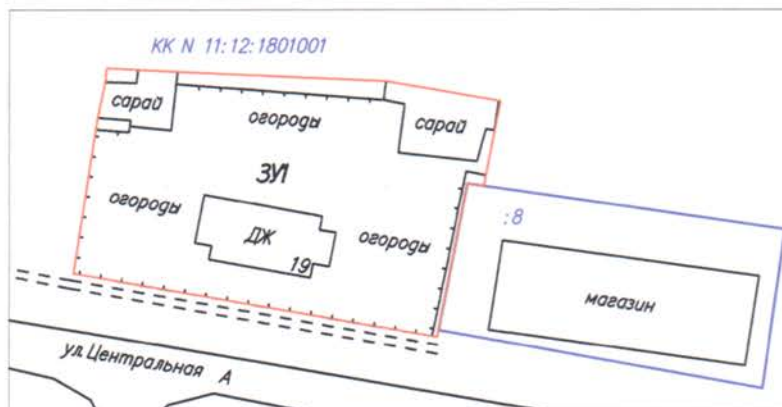 КК N 11:12:1801001
сарай
огороды
сарай
ЗУ1
огороды
ДЖ
19
огороды
:8
магазин
ул.Центральная А